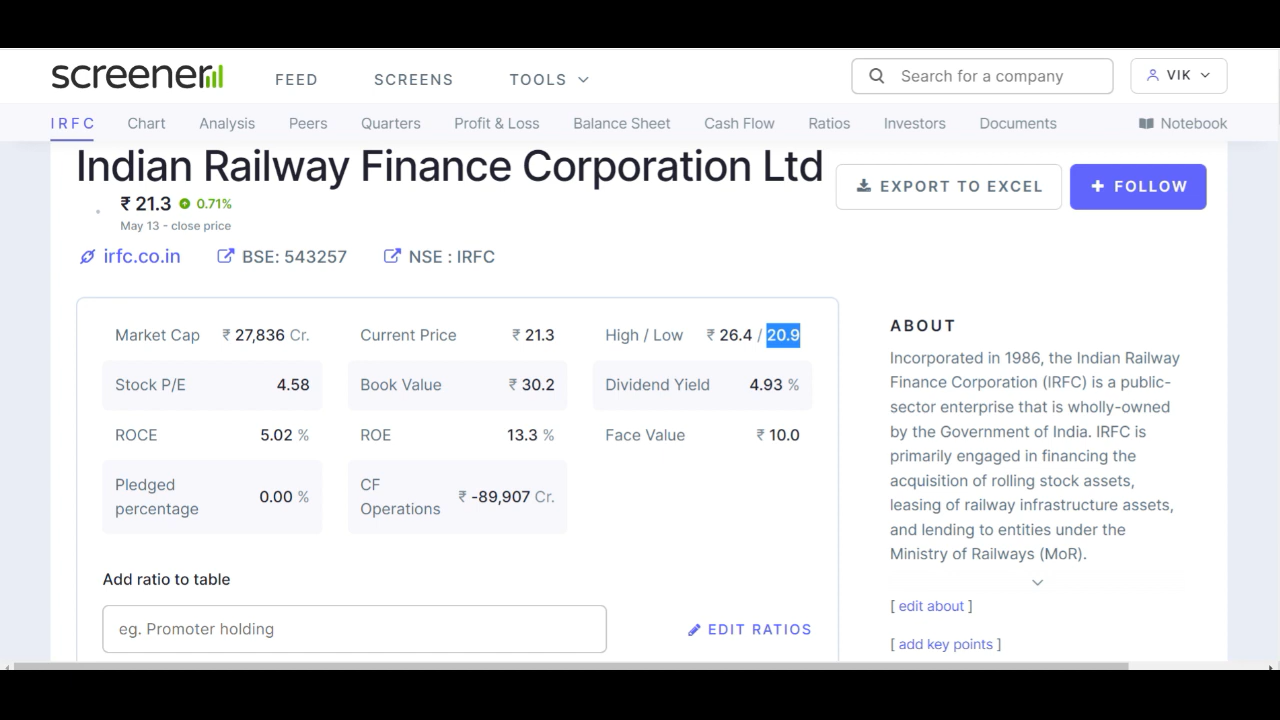 screener
FEED
SCREENS
TOOLS
Search for a company
VIK
IRFC
Chart
Analysis
Peers
Quarters
Profit & Loss
Balance Sheet
Cash Flow
Ratios
Investors
Documents
Notebook
Indian Railway Finance Corporation Ltd
EXPORT TO EXCEL
+ FOLLOW
₹ 21.3 0.71%
May 13 - close price
irfc.co.in
BSE: 543257
NSE : IRFC
Market Cap ₹ 27,836 Cr.
Current Price ₹ 21.3
High / Low ₹ 26.4 / 20.9
Stock P/E 4.58
Book Value ₹ 30.2
Dividend Yield 4.93 %
ROCE 5.02 %
ROE 13.3 %
Face Value ₹ 10.0
Pledged
percentage 0.00 %
CF
Operations ₹ -89,907 Cr.
Add ratio to table
eg. Promoter holding
EDIT RATIOS
ABOUT
Incorporated in 1986, the Indian Railway
Finance Corporation (IRFC) is a public-
sector enterprise that is wholly-owned
by the Government of India. IRFC is
primarily engaged in financing the
acquisition of rolling stock assets,
leasing of railway infrastructure assets,
and lending to entities under the
Ministry of Railways (MoR).
[ edit about ]
[ add key points ]